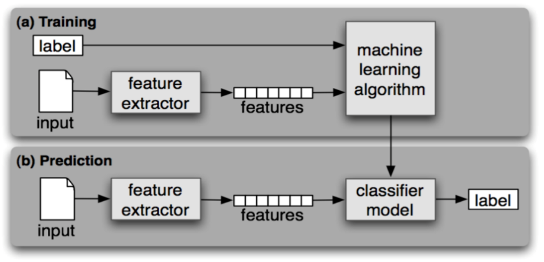 (a) Training
label
machine
learning
algorithm
feature
extractor
features
input
(b) Prediction
feature
extractor
features
classifier
model
label
input